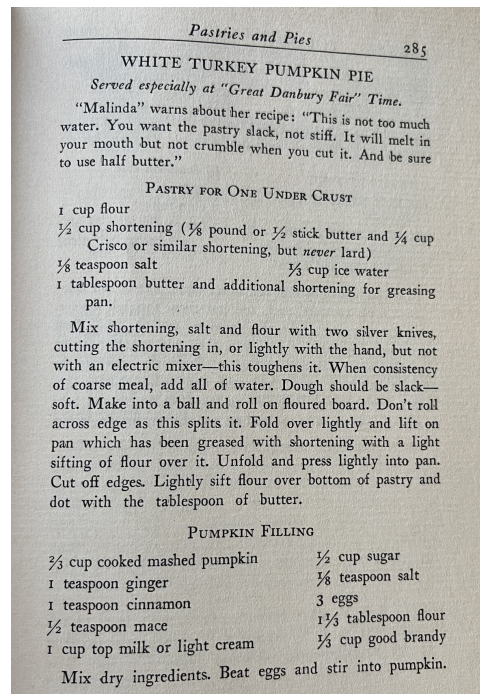 Pastries and Pies 285
WHITE TURKEY PUMPKIN PIE
Served especially at "Great Danbury Fair" Time.
"Malinda" warns about her recipe: "This is not too much
water. You want the pastry slack, not stiff. It will melt in
your mouth but not crumble when you cut it. And be sure
to use half butter."
PASTRY FOR ONE UNDER CRUST
1 cup flour
½ cup shortening (⅛ pound or ½ stick butter and ¼ cup
Crisco or similar shortening, but never lard)
⅛ teaspoon salt ⅓ cup ice water
1 tablespoon butter and additional shortening for greasing
pan.
Mix shortening, salt and flour with two silver knives,
cutting the shortening in, or lightly with the hand, but not
with an electric mixer—this toughens it. When consistency
of coarse meal, add all of water. Dough should be slack—
soft. Make into a ball and roll on floured board. Don't roll
across edge as this splits it. Fold over lightly and lift on
pan which has been greased with shortening with a light
sifting of flour over it. Unfold and press lightly into pan.
Cut off edges. Lightly sift flour over bottom of pastry and
dot with the tablespoon of butter.
PUMPKIN FILLING
⅔ cup cooked mashed pumpkin ½ cup sugar
1 teaspoon ginger ⅛ teaspoon salt
1 teaspoon cinnamon 3 eggs
½ teaspoon mace 1⅓ tablespoon flour
1 cup top milk or light cream ⅓ cup good brandy
Mix dry ingredients. Beat eggs and stir into pumpkin.